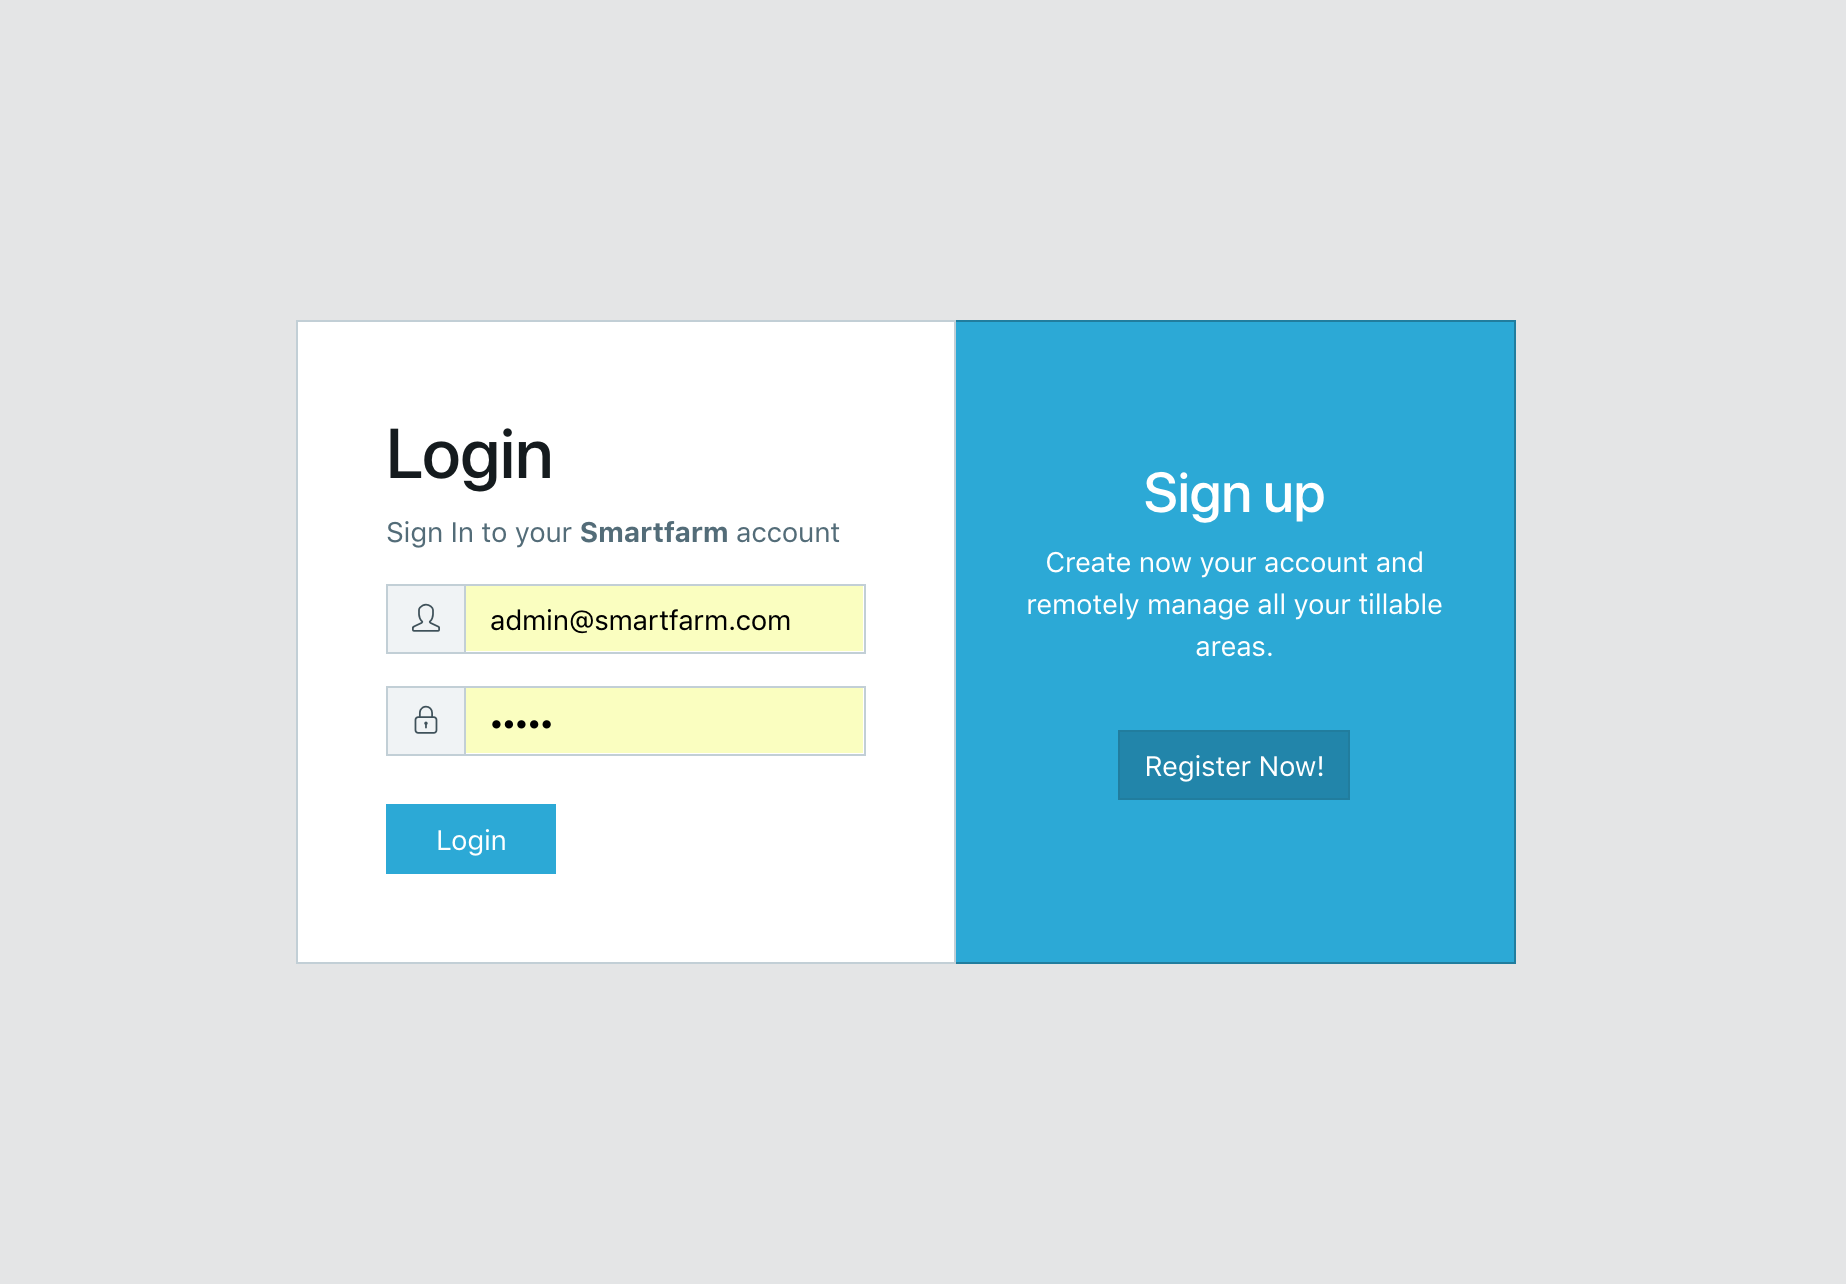 Login
Sign In to your Smartfarm account
admin@smartfarm.com
•••••
Login
Sign up
Create now your account and
remotely manage all your tillable
areas.
Register Now!